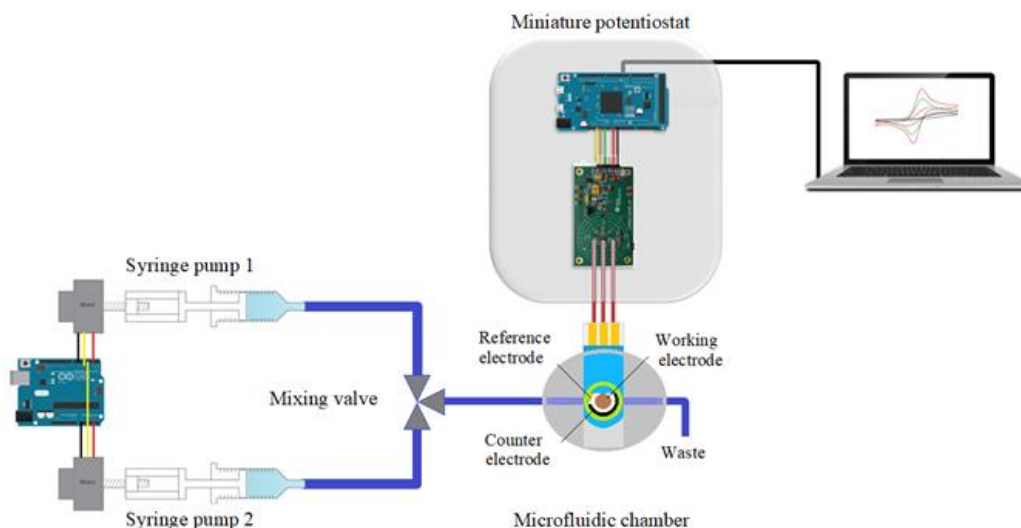 Miniature potentiostat
Syringe pump 1
Reference
electrode
Working
electrode
Mixing valve
Counter
electrode
Waste
Syringe pump 2
Microfluidic chamber